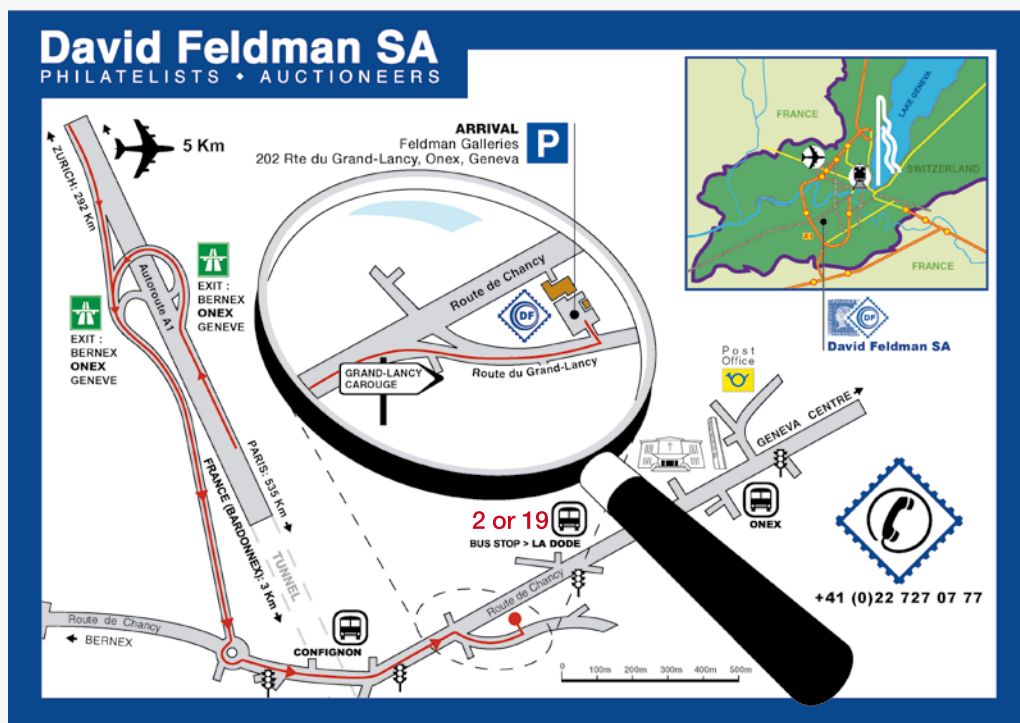 David Feldman SA
PHILATELISTS • AUCTIONEERS
5 Km
ARRIVAL
Feldman Galleries
202 Rte du Grand-Lancy, Onex, Geneva
P
FRANCE
LAKE GENEVA
SWITZERLAND
A1
FRANCE
DF
David Feldman SA
ZURICH: 292 Km
Autoroute A1
EXIT :
BERNEX
ONEX
GENEVE
EXIT :
BERNEX
ONEX
GENEVE
Route de Chancy
DF
Route du Grand-Lancy
GRAND-LANCY
CAROUGE
Post
Office
GENEVA CENTRE
PARIS: 535 Km
FRANCE (BARDONNEX): 3 Km
TUNNEL
2 or 19
BUS STOP > LA DODE
ONEX
+41 (0)22 727 07 77
Route de Chancy
Route de Chancy
BERNEX
CONFIGNON
0 100m 200m 300m 400m 500m